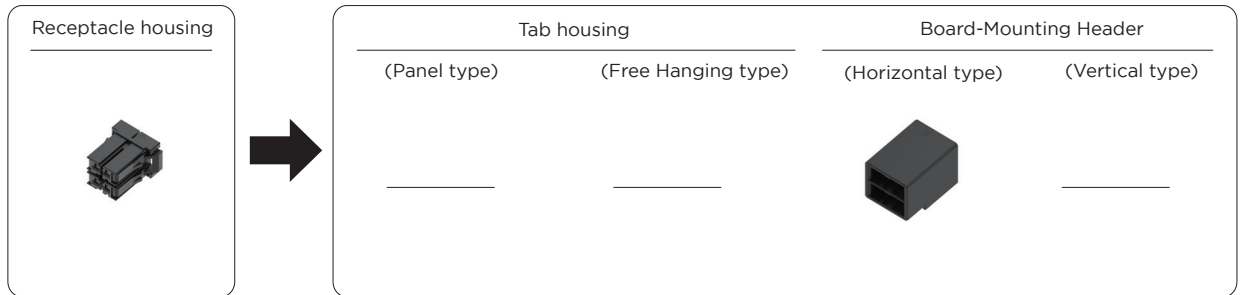 Receptacle housing
Tab housing
Board-Mounting Header
(Panel type)
(Free Hanging type)
(Horizontal type)
(Vertical type)